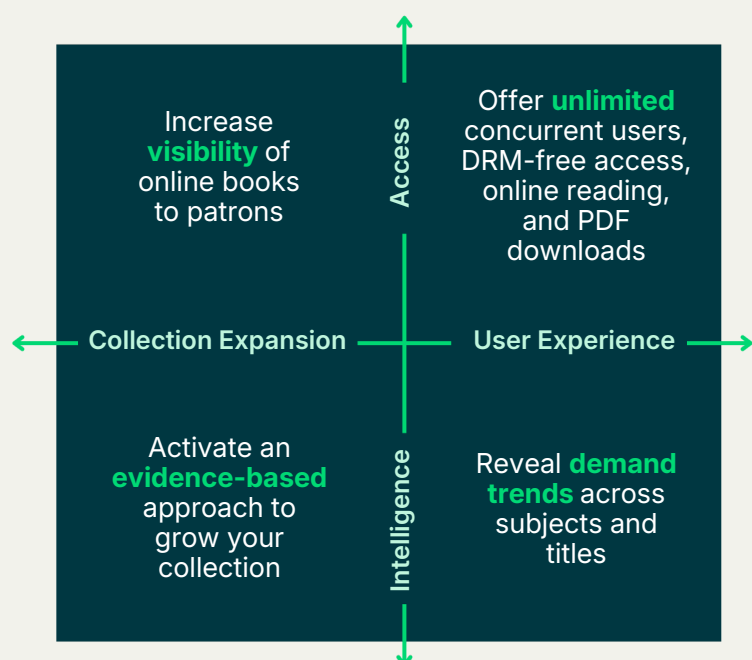 Increase
visibility of
online books
to patrons
Access
Offer unlimited
concurrent users,
DRM-free access,
online reading,
and PDF
downloads
Collection Expansion
User Experience
Activate an
evidence-based
approach to
grow your
collection
Intelligence
Reveal demand
trends across
subjects and
titles